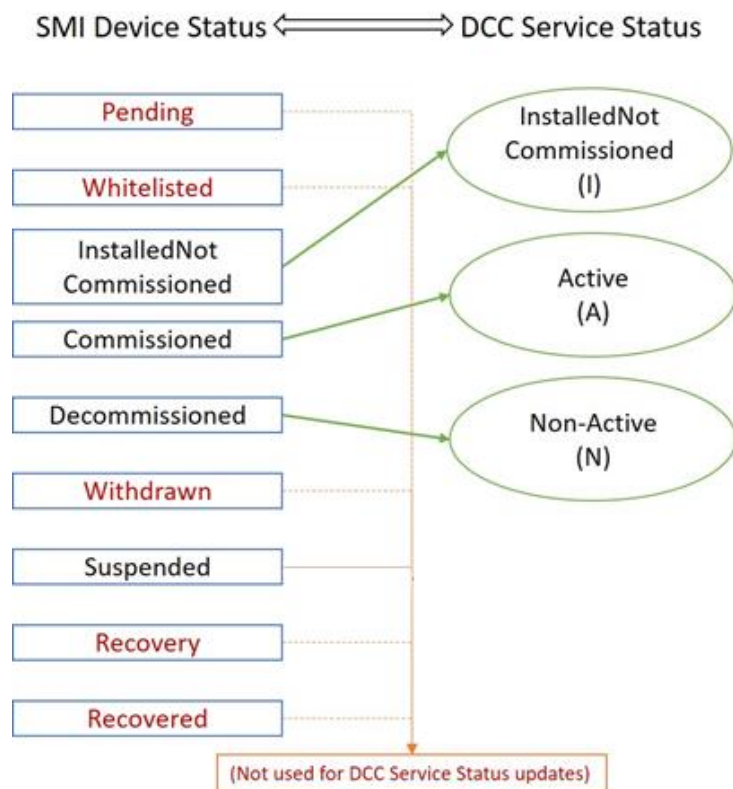 SMI Device Status DCC Service Status
Pending
Whitelisted
InstalledNot
Commissioned
Commissioned
Decommissioned
Withdrawn
Suspended
Recovery
Recovered
InstalledNot
Commissioned
(I)
Active
(A)
Non-Active
(N)
(Not used for DCC Service Status updates)